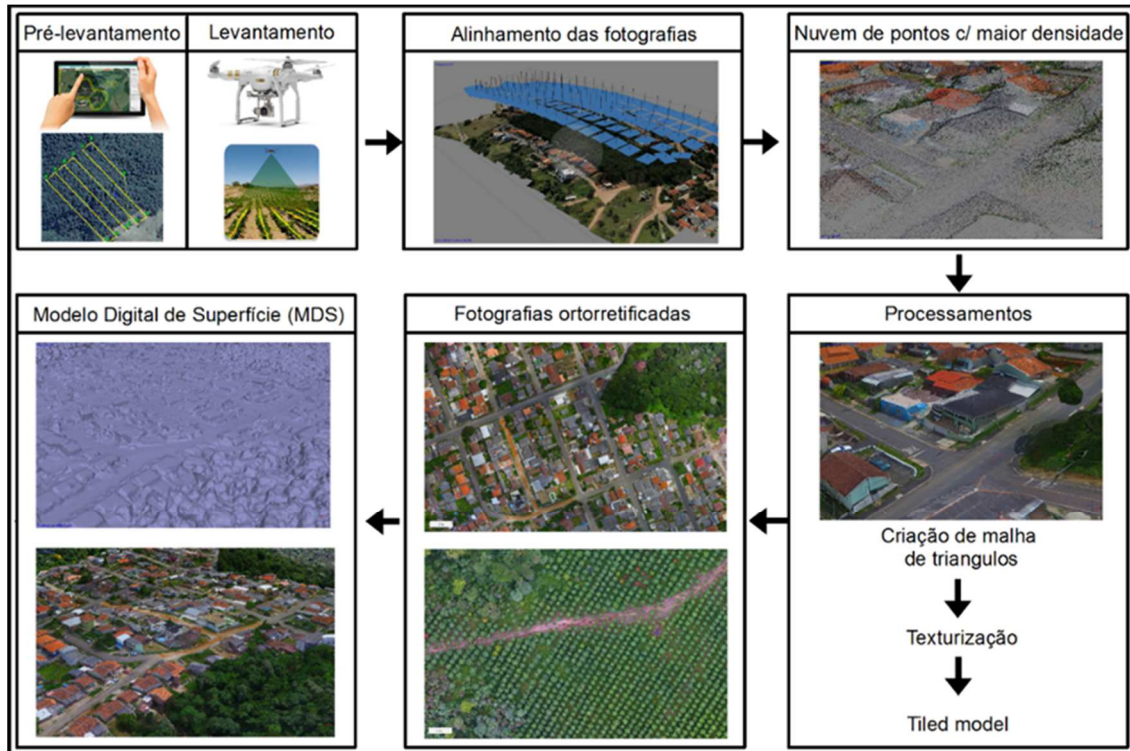 Pré-levantamento
Levantamento
Alinhamento das fotografias
Nuvem de pontos c/ maior densidade
Processamentos
Criação de malha
de triangulos
Texturização
Tiled model
Fotografias ortorretificadas
Modelo Digital de Superfície (MDS)